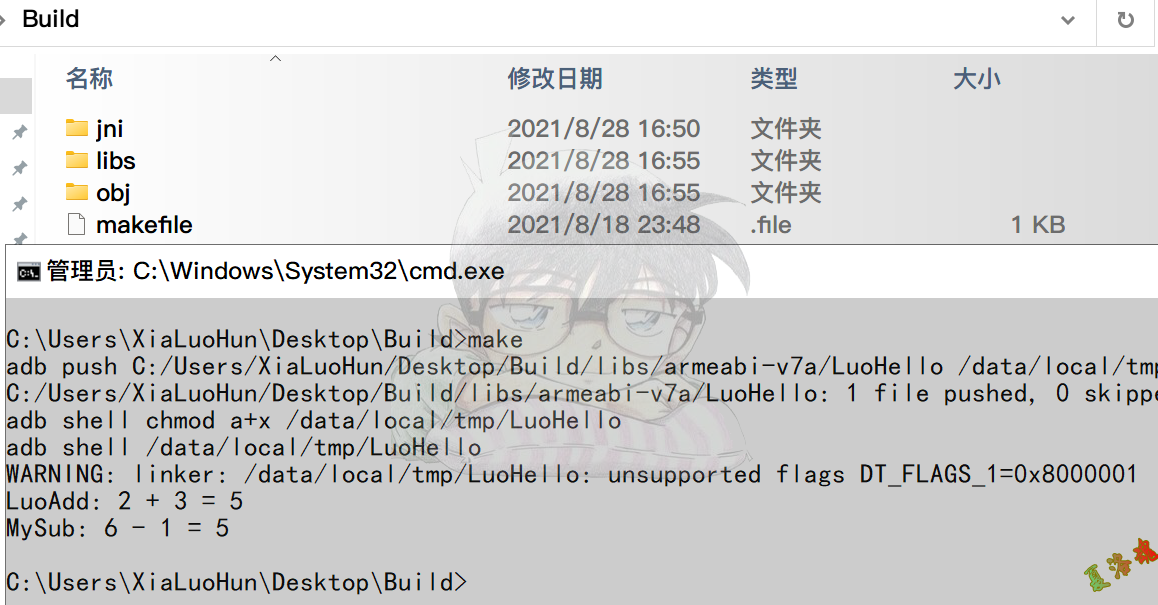 Build
名称 修改日期 类型 大小
jni 2021/8/28 16:50 文件夹
libs 2021/8/28 16:55 文件夹
obj 2021/8/28 16:55 文件夹
makefile 2021/8/18 23:48 .file 1 KB
管理员: C:\Windows\System32\cmd.exe
C:\Users\XiaLuoHun\Desktop\Build>make
adb push C:/Users/XiaLuoHun/Desktop/Build/libs/armeabi-v7a/LuoHello /data/local/tmp
C:/Users/XiaLuoHun/Desktop/Build/libs/armeabi-v7a/LuoHello: 1 file pushed, 0 skippe
adb shell chmod a+x /data/local/tmp/LuoHello
adb shell /data/local/tmp/LuoHello
WARNING: linker: /data/local/tmp/LuoHello: unsupported flags DT_FLAGS_1=0x8000001
LuoAdd: 2 + 3 = 5
MySub: 6 - 1 = 5
C:\Users\XiaLuoHun\Desktop\Build>